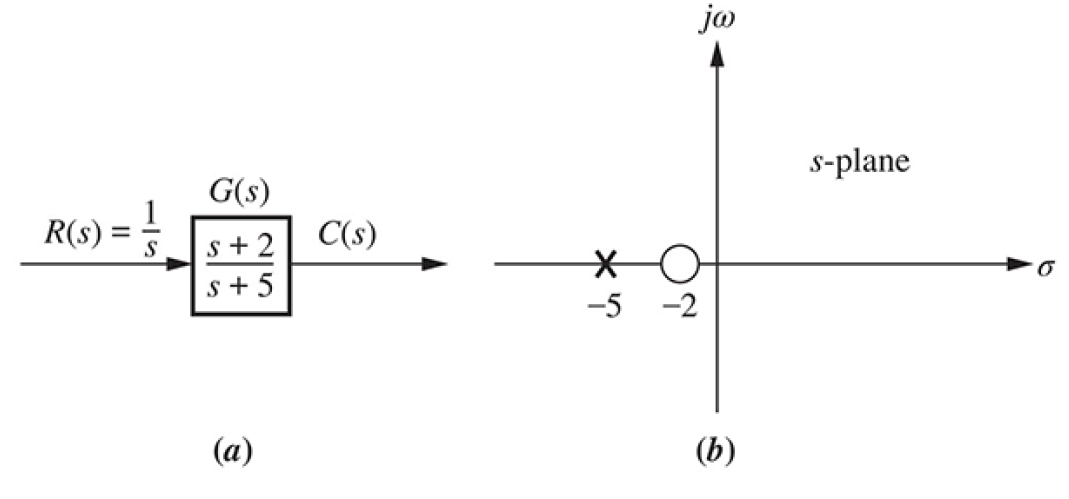 jω
s-plane
G(s)
R(s) = 1/s
s + 2
s + 5
C(s)
σ
−5
−2
(a)
(b)